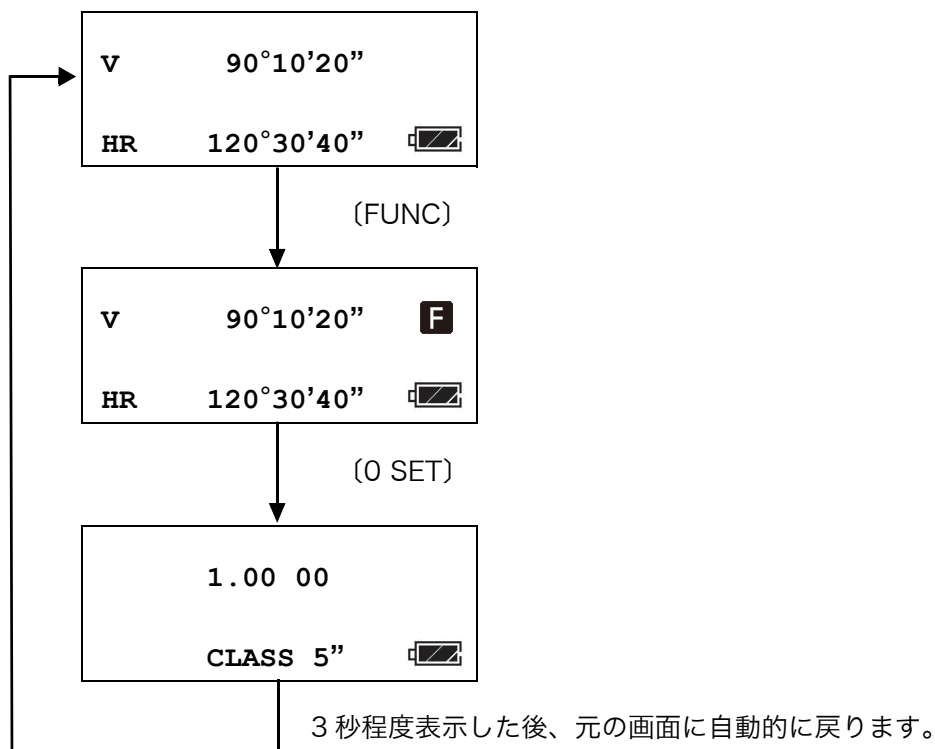 V 90°10’20”
HR 120°30’40”
〔FUNC〕
V 90°10’20” F
HR 120°30’40”
〔0 SET〕
1.00 00
CLASS 5”
3 秒程度表示した後、元の画面に自動的に戻ります。